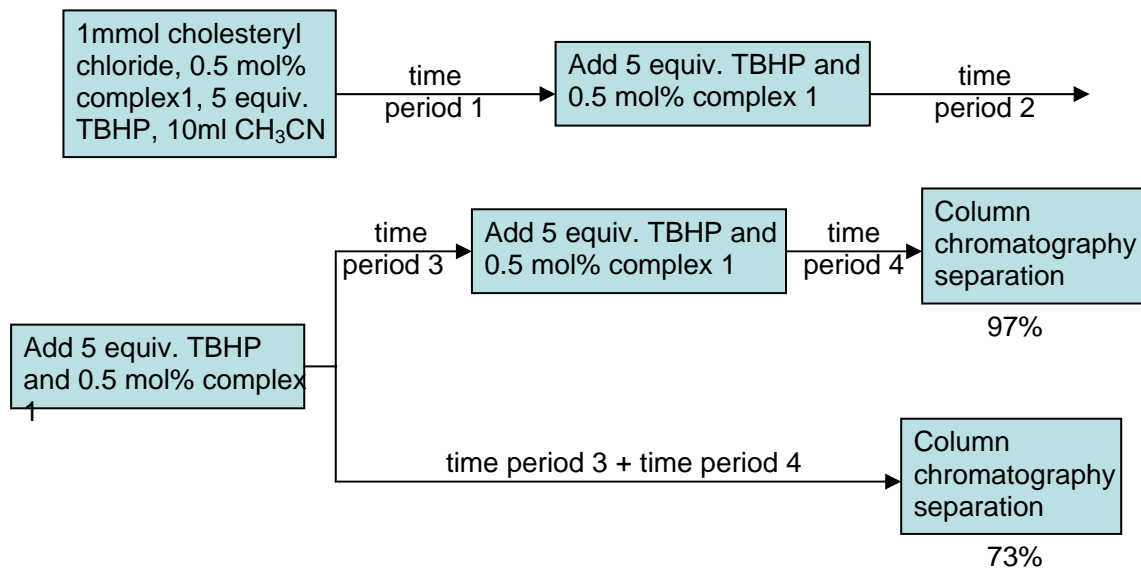 1mmol cholesteryl
chloride, 0.5 mol%
complex1, 5 equiv.
TBHP, 10ml CH₃CN
time
period 1
Add 5 equiv. TBHP and
0.5 mol% complex 1
time
period 2
Add 5 equiv. TBHP
and 0.5 mol% complex
1
time
period 3
Add 5 equiv. TBHP and
0.5 mol% complex 1
time
period 4
Column
chromatography
separation
97%
time period 3 + time period 4
Column
chromatography
separation
73%